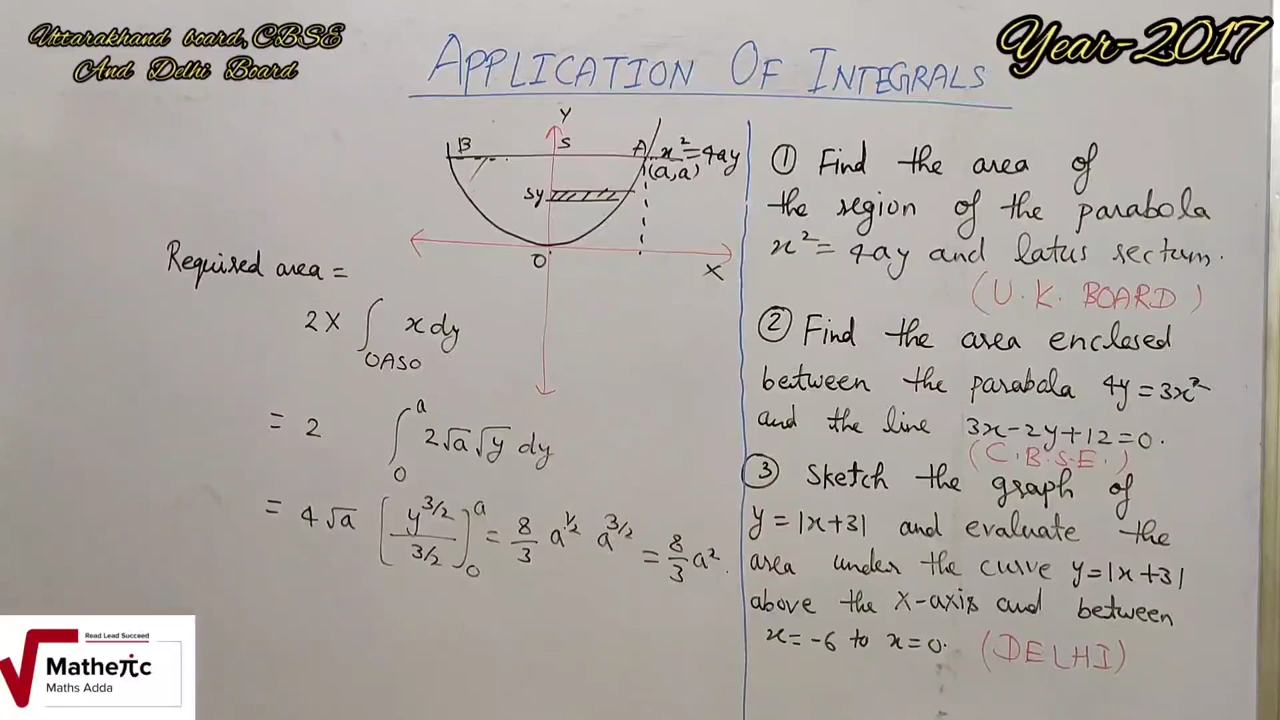 Uttarakhand board, CBSE
And Delhi Board
Year-2017
APPLICATION OF INTEGRALS
Y
B S A x²=4ay
(a,a)
Sy
O
X
Required area =
2X ∫OASO x dy
= 2 ∫₀ᵃ 2√a √y dy
= 4√a [y^3/2 / 3/2]₀ᵃ = 8/3 a^1/2 a^3/2 = 8/3 a².
① Find the area of
the region of the parabola
x²=4ay and latus sectum.
(U.K. BOARD)
② Find the area enclosed
between the parabala 4y=3x²
and the line 3x-2y+12=0.
(C.B.S.E.)
③ Sketch the graph of
y=|x+3| and evaluate the
area under the curve y=|x+3|
above the X-axis and between
x=-6 to x=0. (DELHI)
Read Lead Succeed
Matheπc
Maths Adda